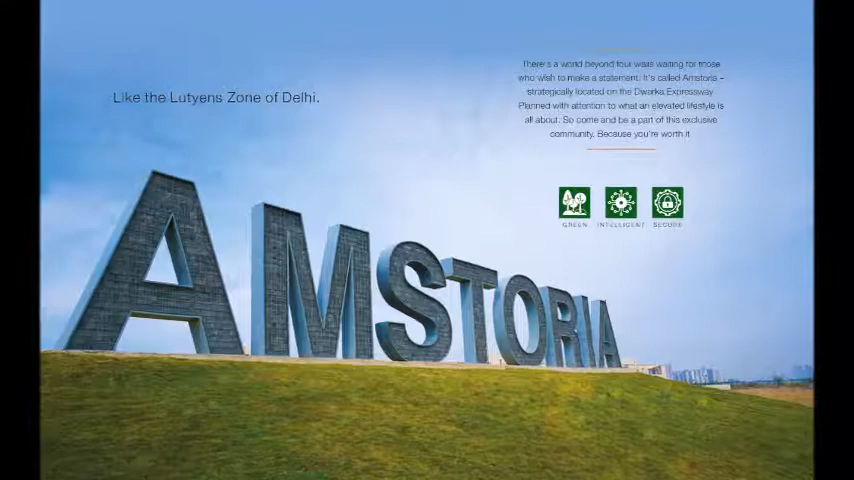 Like the Lutyens Zone of Delhi.
There's a world beyond four walls waiting for those
who wish to make a statement. It's called Amstoria –
strategically located on the Dwarka Expressway.
Planned with attention to what an elevated lifestyle is
all about. So come and be a part of this exclusive
community. Because you're worth it.
GREEN INTELLIGENT SECURE
AMSTORIA